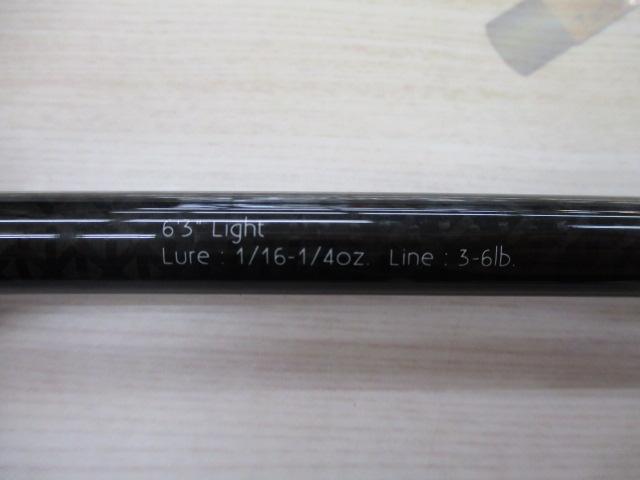 6'3" Light
Lure : 1/16-1/4oz. Line : 3-6lb.